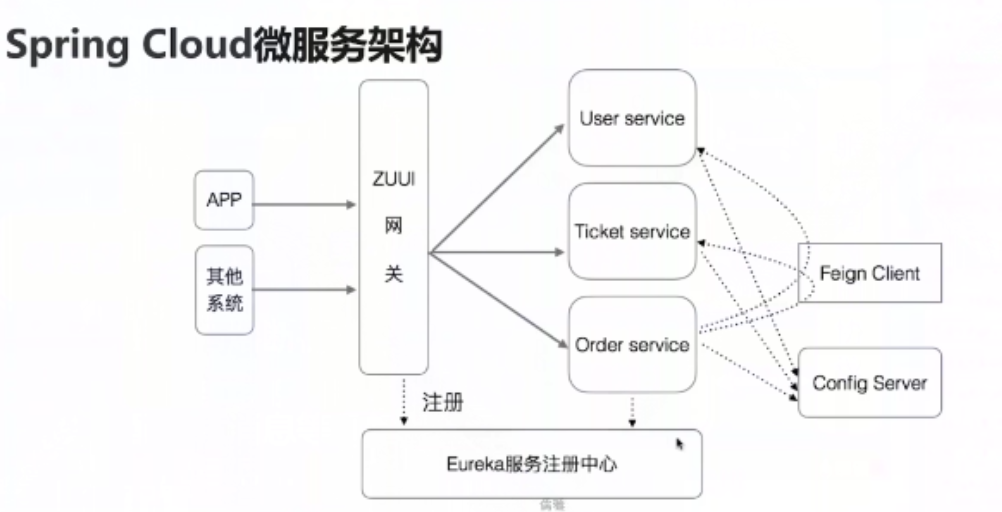 Spring Cloud微服务架构
APP
其他
系统
ZUUl
网
关
User service
Ticket service
Order service
Feign Client
Config Server
注册
Eureka服务注册中心